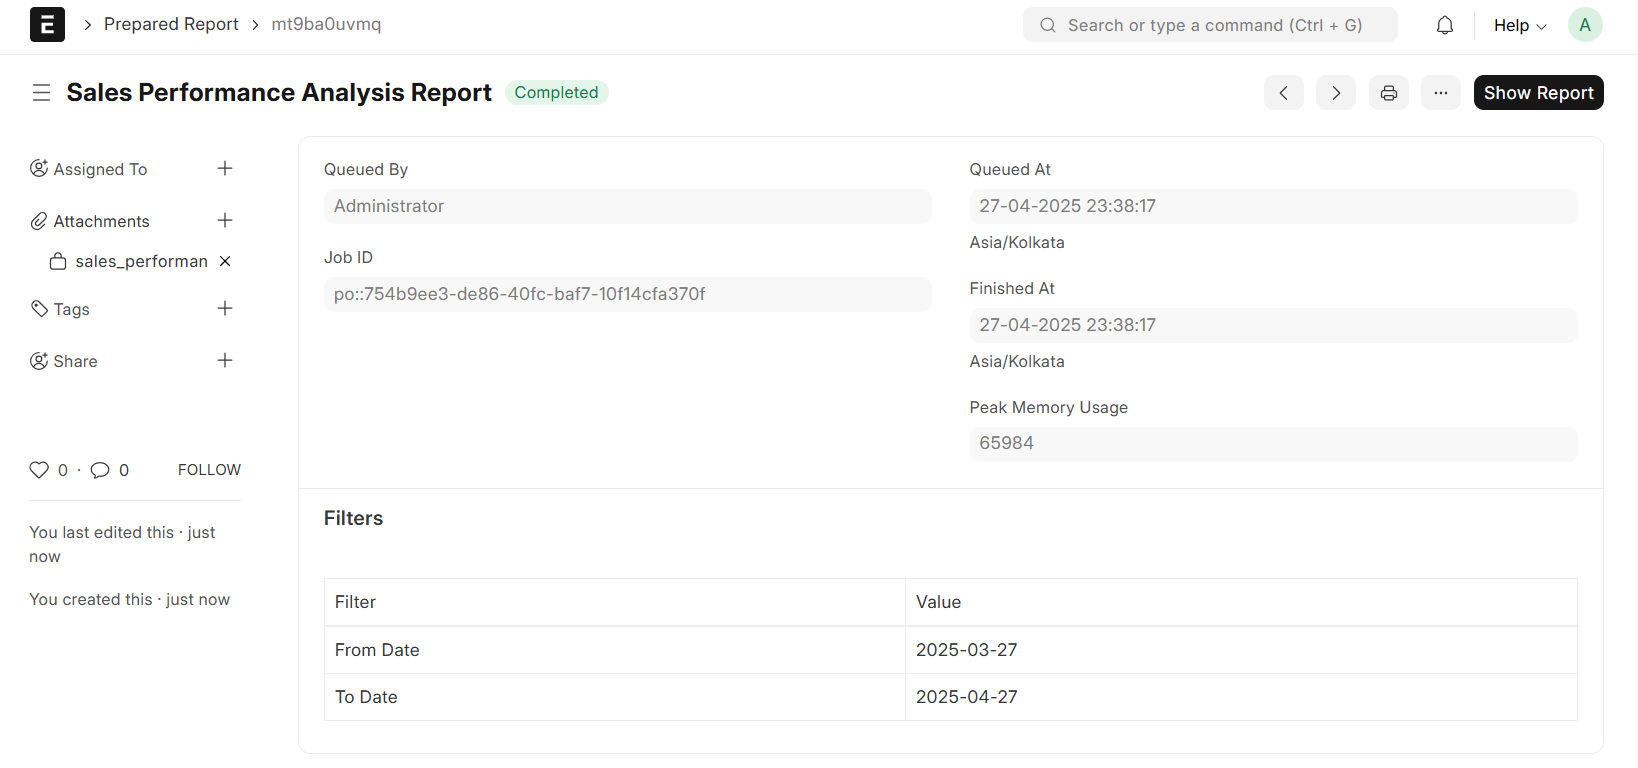 E
Prepared Report
mt9ba0uvmq
Search or type a command (Ctrl + G)
Help
A
Sales Performance Analysis Report
Completed
...
Show Report
Assigned To
Attachments
sales_performan
Tags
Share
0 · 0
FOLLOW
You last edited this · just
now
You created this · just now
Queued By
Administrator
Job ID
po::754b9ee3-de86-40fc-baf7-10f14cfa370f
Queued At
27-04-2025 23:38:17
Asia/Kolkata
Finished At
27-04-2025 23:38:17
Asia/Kolkata
Peak Memory Usage
65984
Filters
Filter Value
From Date 2025-03-27
To Date 2025-04-27